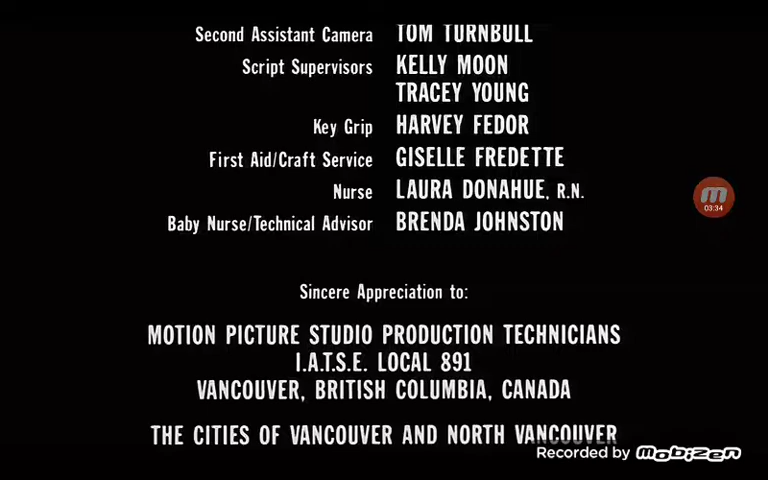 Second Assistant Camera TOM TURNBULL
Script Supervisors KELLY MOON
TRACEY YOUNG
Key Grip HARVEY FEDOR
First Aid/Craft Service GISELLE FREDETTE
Nurse LAURA DONAHUE, R.N.
03:34
Baby Nurse/Technical Advisor BRENDA JOHNSTON
Sincere Appreciation to:
MOTION PICTURE STUDIO PRODUCTION TECHNICIANS
I.A.T.S.E. LOCAL 891
VANCOUVER, BRITISH COLUMBIA, CANADA
THE CITIES OF VANCOUVER AND NORTH VANCOUVER
Recorded by mobizen